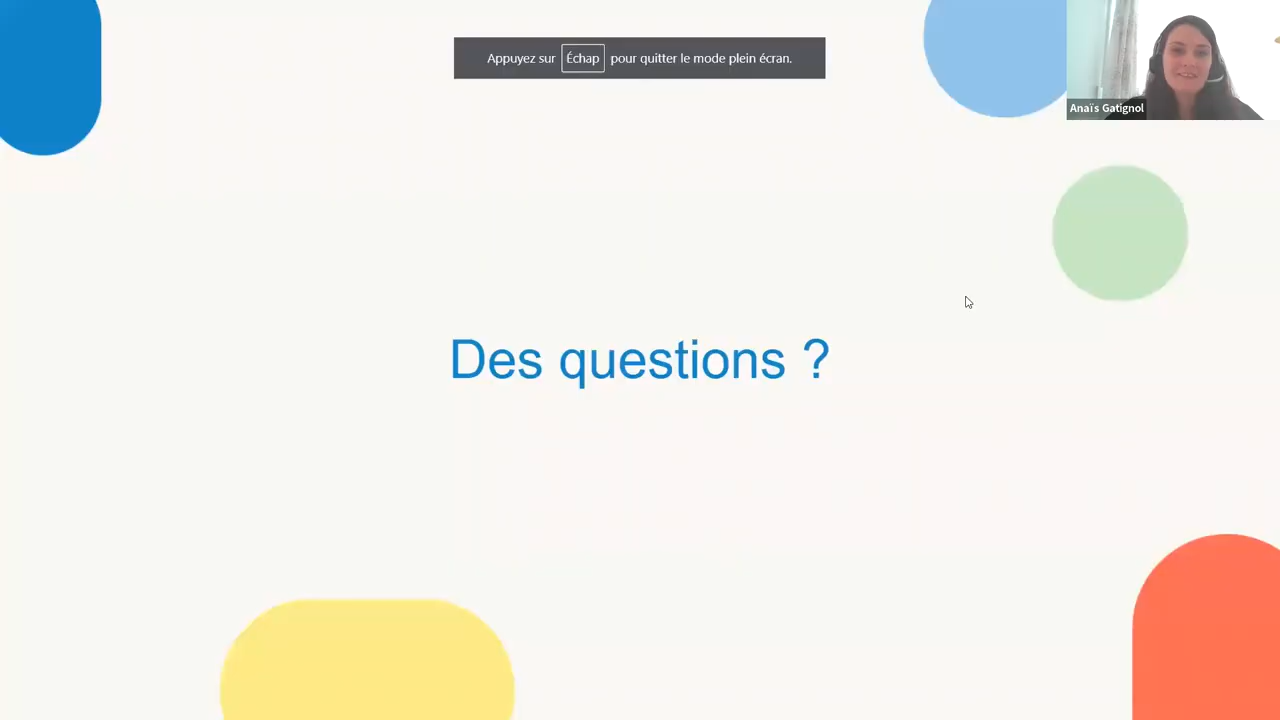 Appuyez sur Échap pour quitter le mode plein écran.
Anaïs Gatignol
Des questions ?